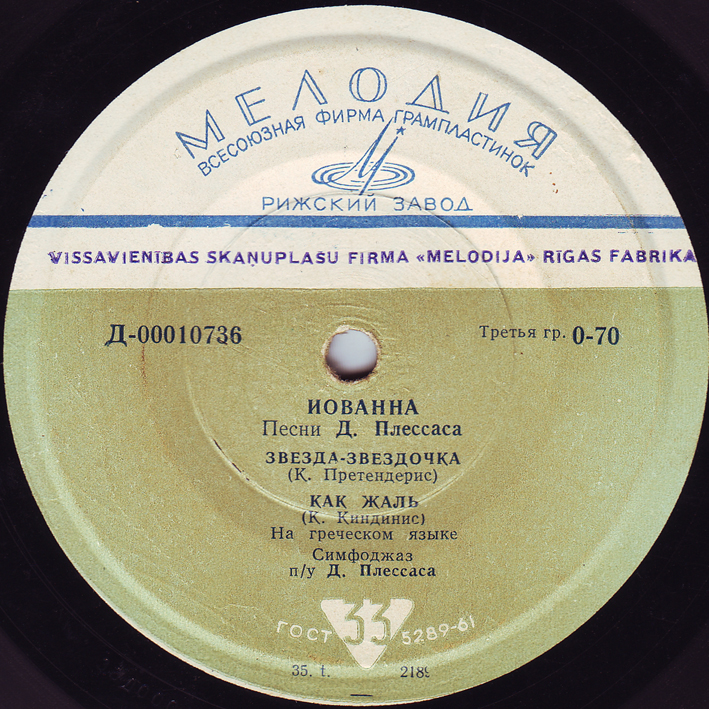 МЕЛОДИЯ
ВСЕСОЮЗНАЯ ФИРМА ГРАМПЛАСТИНОК
РИЖСКИЙ ЗАВОД
VISSAVIENĪBAS SKAŅUPLAŠU FIRMA «MELODIJA» RĪGAS FABRIKA
Д-00010736
Третья гр. 0-70
ИОВАННА
Песни Д. Плессаса
ЗВЕЗДА-ЗВЕЗДОЧКА
(К. Претендерис)
КАК ЖАЛЬ
(К. Киндинис)
На греческом языке
Симфоджаз
п/у Д. Плессаса
ГОСТ 33 5289-61
35. t. 2189